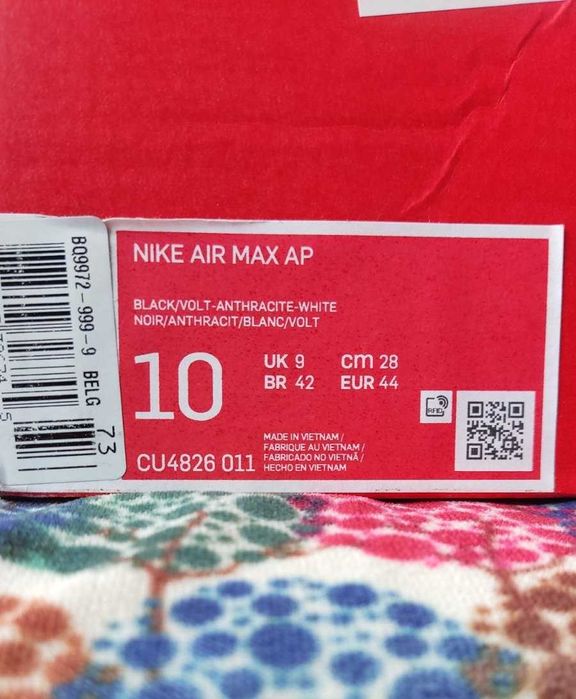 NIKE AIR MAX AP
BLACK/VOLT-ANTHRACITE-WHITE
NOIR/ANTHRACIT/BLANC/VOLT
10
UK 9
cm 28
BR 42
EUR 44
RFID
CU4826 011
MADE IN VIETNAM /
FABRIQUE AU VIETNAM /
FABRICADO NO VIETNÃ /
HECHO EN VIETNAM
BQ9972-999-9 BELG
73